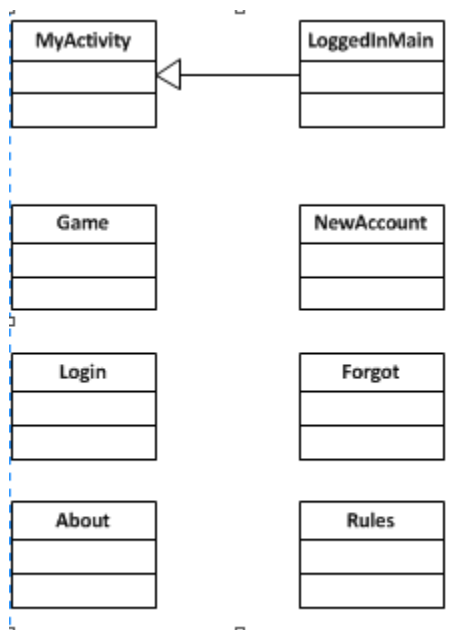 MyActivity
LoggedInMain
Game
NewAccount
Login
Forgot
About
Rules